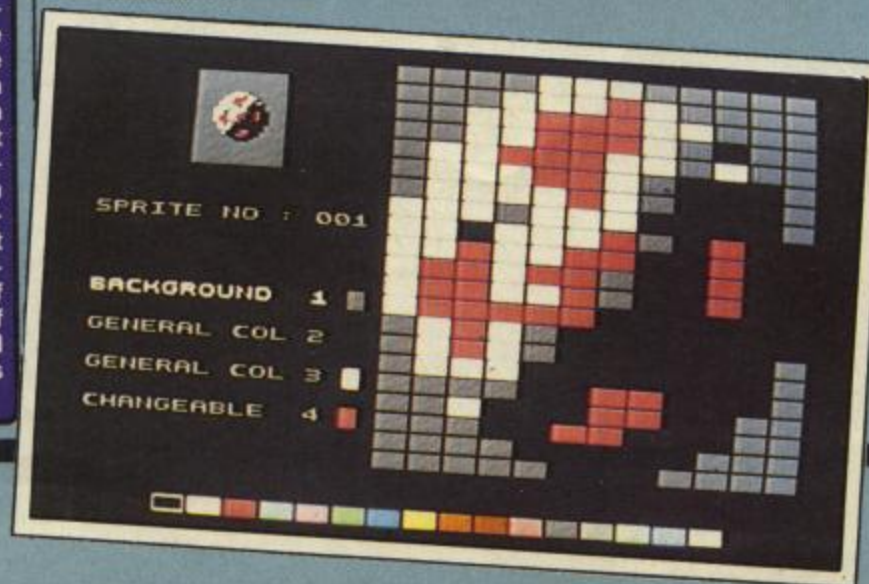 SPRITE NO : 001
BACKGROUND 1
GENERAL COL 2
GENERAL COL 3
CHANGEABLE 4